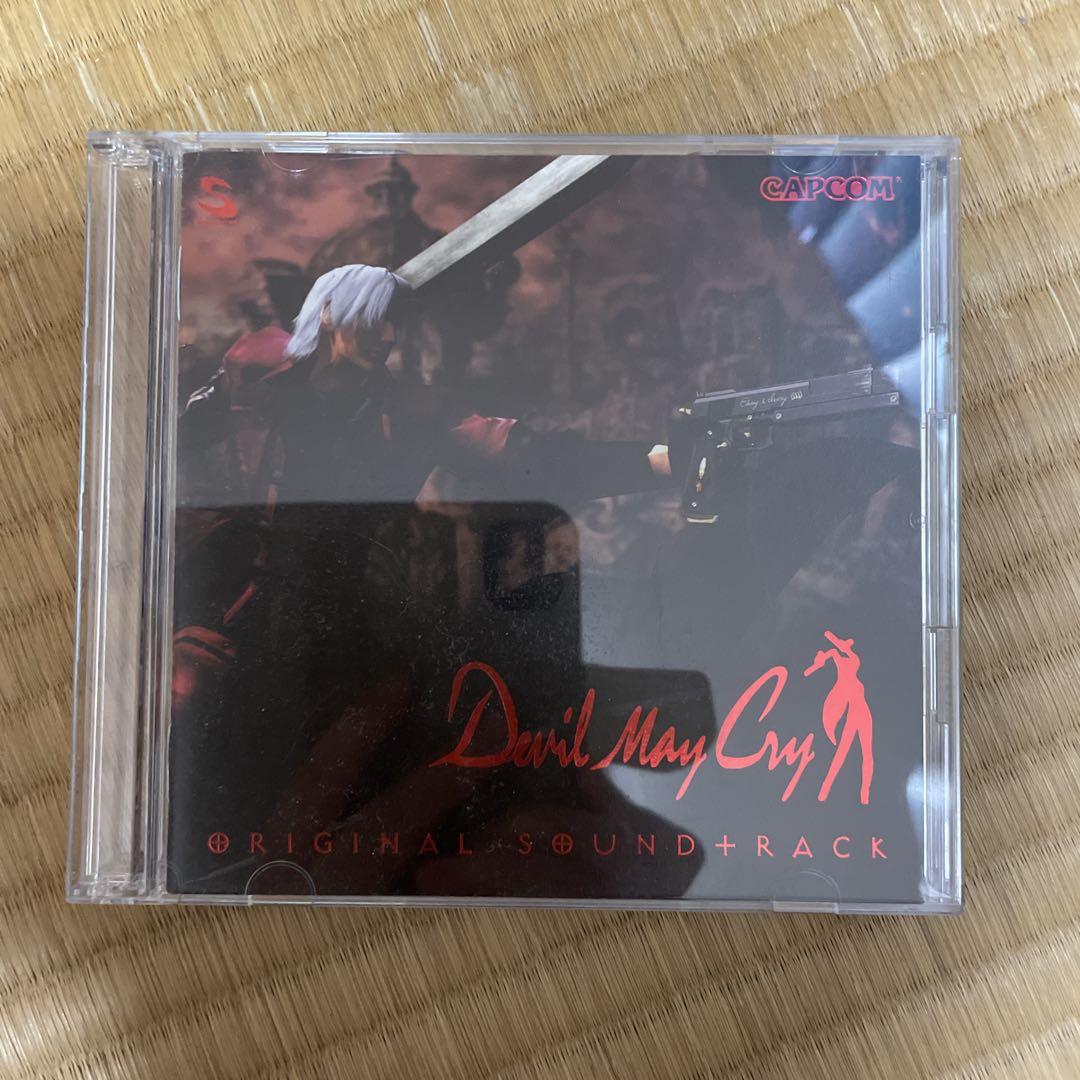 S
CAPCOM
Devil May Cry
ORIGINAL SOUNDTRACK